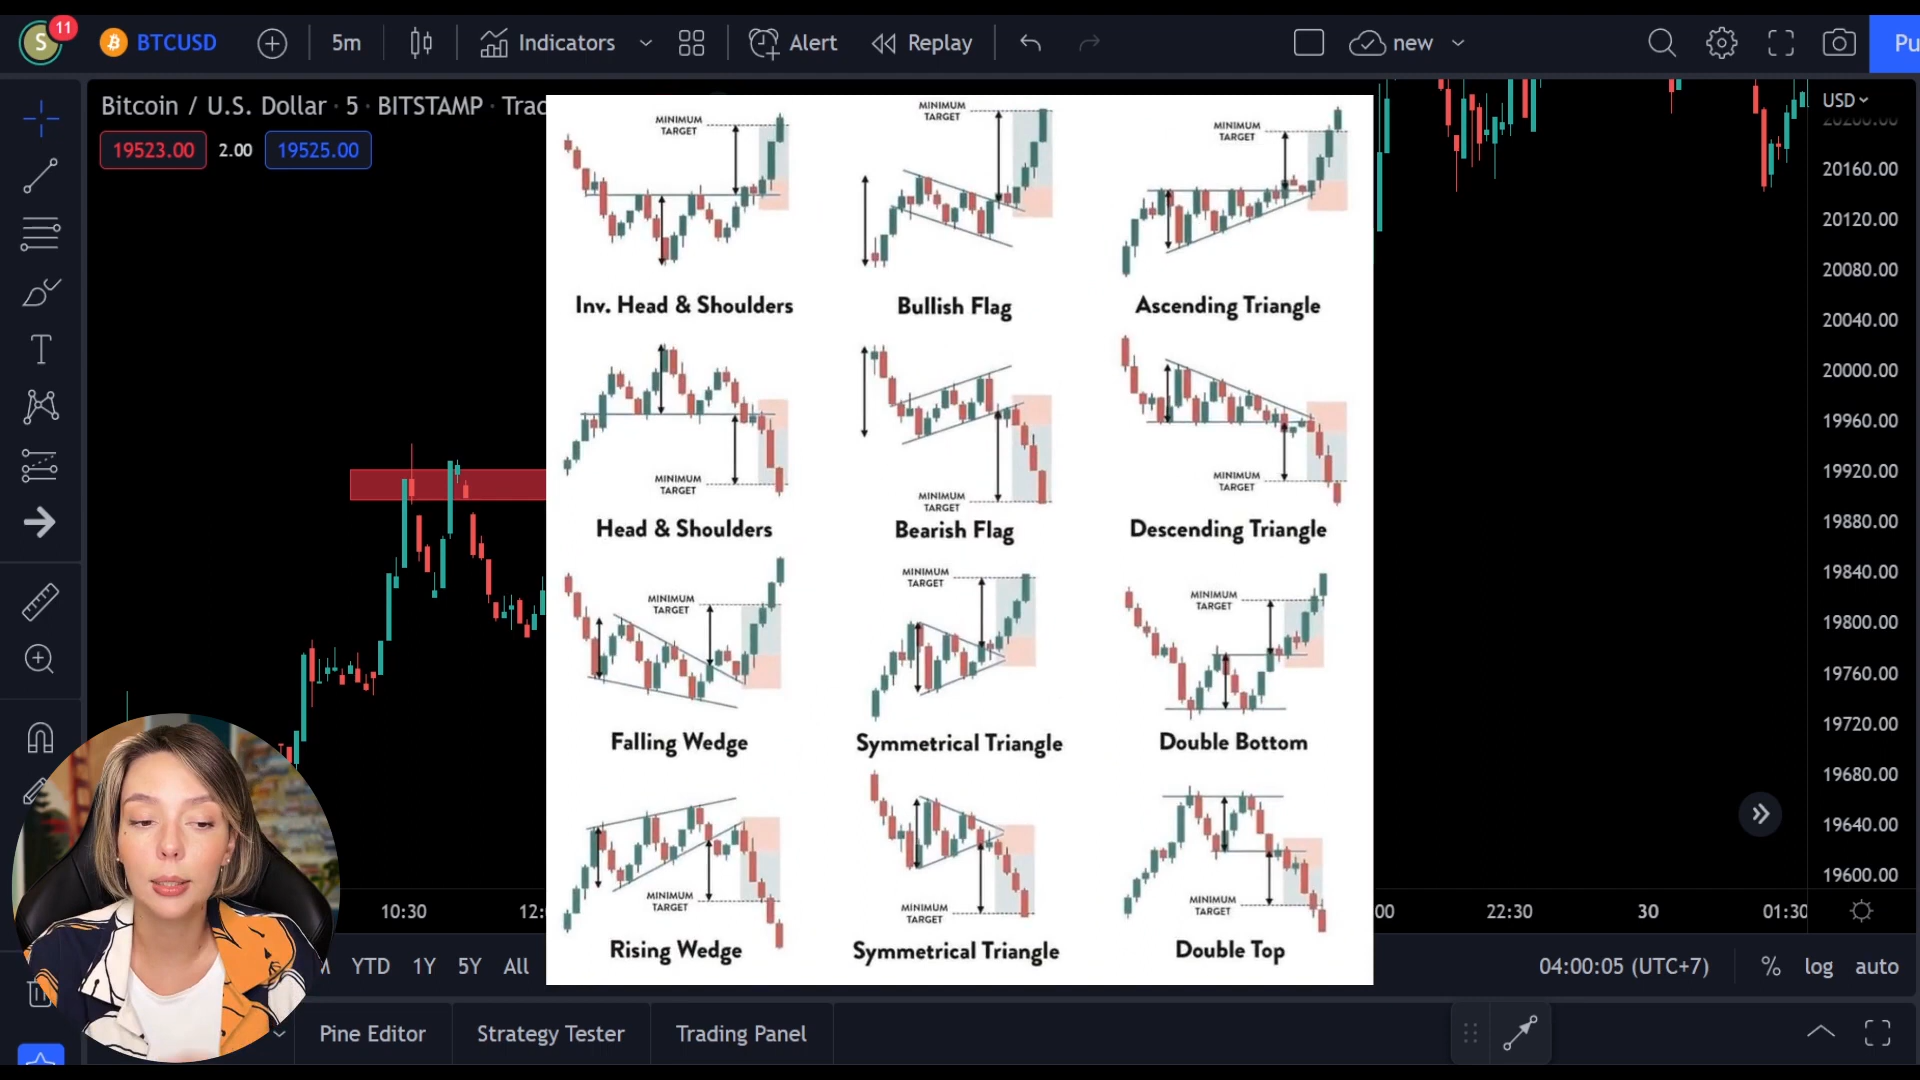 S
11
BTCUSD
5m
Indicators
Alert
Replay
new
Pu
Bitcoin / U.S. Dollar · 5 · BITSTAMP · Trad
19523.00
2.00
19525.00
USD
20160.00
20120.00
20080.00
20040.00
20000.00
19960.00
19920.00
19880.00
19840.00
19800.00
19760.00
19720.00
19680.00
19640.00
19600.00
T
MINIMUM
TARGET
MINIMUM
TARGET
MINIMUM
TARGET
Inv. Head & Shoulders
Bullish Flag
Ascending Triangle
MINIMUM
TARGET
MINIMUM
TARGET
MINIMUM
TARGET
Head & Shoulders
Bearish Flag
Descending Triangle
MINIMUM
TARGET
MINIMUM
TARGET
MINIMUM
TARGET
Falling Wedge
Symmetrical Triangle
Double Bottom
MINIMUM
TARGET
MINIMUM
TARGET
MINIMUM
TARGET
Rising Wedge
Symmetrical Triangle
Double Top
10:30
12:
00
22:30
30
01:30
YTD
1Y
5Y
All
04:00:05 (UTC+7)
%
log
auto
Pine Editor
Strategy Tester
Trading Panel